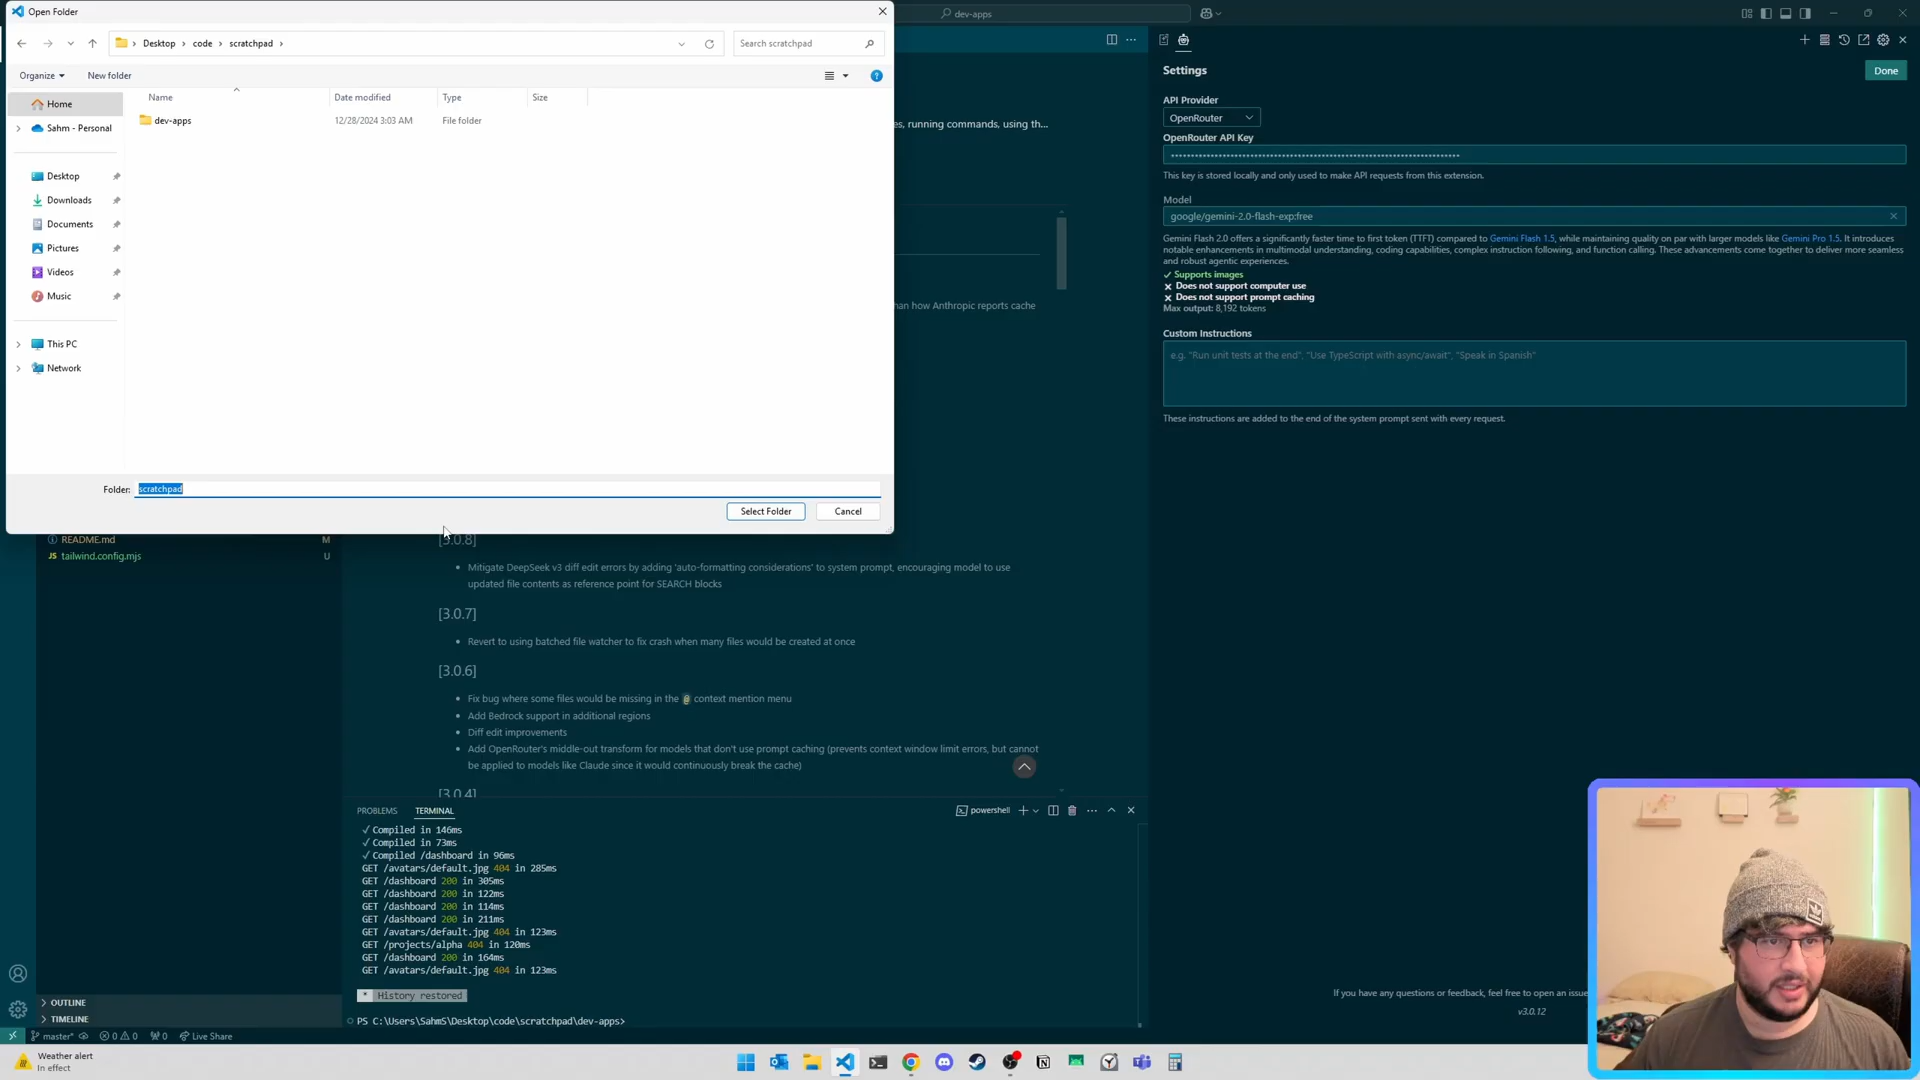 Open Folder
Desktop > code > scratchpad >
Search scratchpad
Organize
New folder
Name
Date modified
Type
Size
Home
Sahm - Personal
dev-apps
12/28/2024 3:03 AM
File folder
Desktop
Downloads
Documents
Pictures
Videos
Music
This PC
Network
Folder:
scratchpad
Select Folder
Cancel
README.md
M
JS tailwind.config.mjs
U
OUTLINE
TIMELINE
dev-apps
es, running commands, using th...
han how Anthropic reports cache
[3.0.8]
Mitigate DeepSeek v3 diff edit errors by adding 'auto-formatting considerations' to system prompt, encouraging model to use
updated file contents as reference point for SEARCH blocks
[3.0.7]
Revert to using batched file watcher to fix crash when many files would be created at once
[3.0.6]
Fix bug where some files would be missing in the @ context mention menu
Add Bedrock support in additional regions
Diff edit improvements
Add OpenRouter's middle-out transform for models that don't use prompt caching (prevents context window limit errors, but cannot
be applied to models like Claude since it would continuously break the cache)
[3.0.4]
PROBLEMS
TERMINAL
powershell
✓ Compiled in 146ms
✓ Compiled in 73ms
✓ Compiled /dashboard in 96ms
GET /avatars/default.jpg 404 in 285ms
GET /dashboard 200 in 305ms
GET /dashboard 200 in 122ms
GET /dashboard 200 in 114ms
GET /dashboard 200 in 211ms
GET /avatars/default.jpg 404 in 123ms
GET /projects/alpha 404 in 120ms
GET /dashboard 200 in 164ms
GET /avatars/default.jpg 404 in 123ms
* History restored
PS C:\Users\SahmS\Desktop\code\scratchpad\dev-apps>
Settings
Done
API Provider
OpenRouter
OpenRouter API Key
This key is stored locally and only used to make API requests from this extension.
Model
google/gemini-2.0-flash-exp:free
Gemini Flash 2.0 offers a significantly faster time to first token (TTFT) compared to Gemini Flash 1.5, while maintaining quality on par with larger models like Gemini Pro 1.5. It introduces
notable enhancements in multimodal understanding, coding capabilities, complex instruction following, and function calling. These advancements come together to deliver more seamless
and robust agentic experiences.
✓ Supports images
✕ Does not support computer use
✕ Does not support prompt caching
Max output: 8,192 tokens
Custom Instructions
e.g. "Run unit tests at the end", "Use TypeScript with async/await", "Speak in Spanish"
These instructions are added to the end of the system prompt sent with every request.
If you have any questions or feedback, feel free to open an issue
v3.0.12
master*
0
0
0
Live Share
Weather alert
In effect